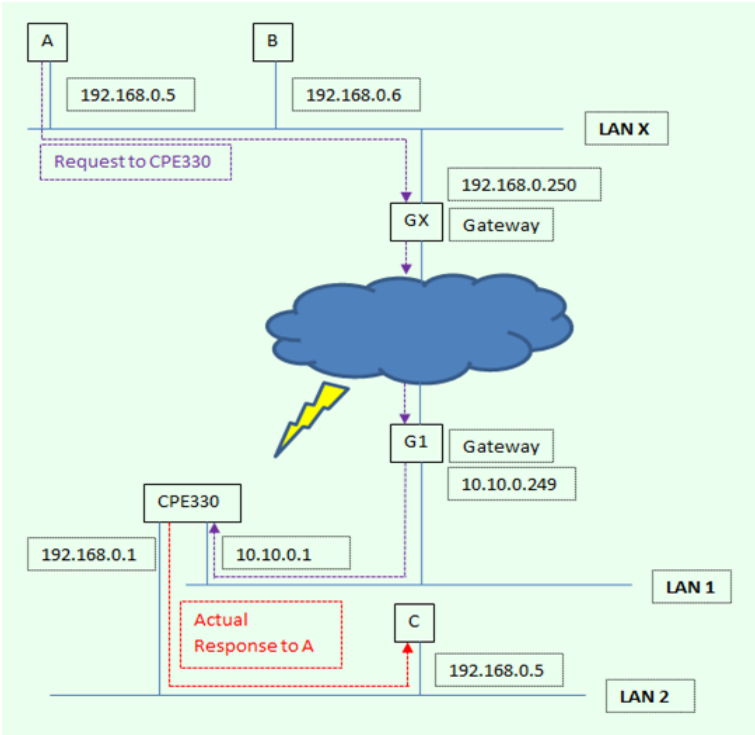 A
B
192.168.0.5
192.168.0.6
LAN X
Request to CPE330
192.168.0.250
GX
Gateway
G1
Gateway
10.10.0.249
CPE330
192.168.0.1
10.10.0.1
LAN 1
Actual
Response to A
C
192.168.0.5
LAN 2